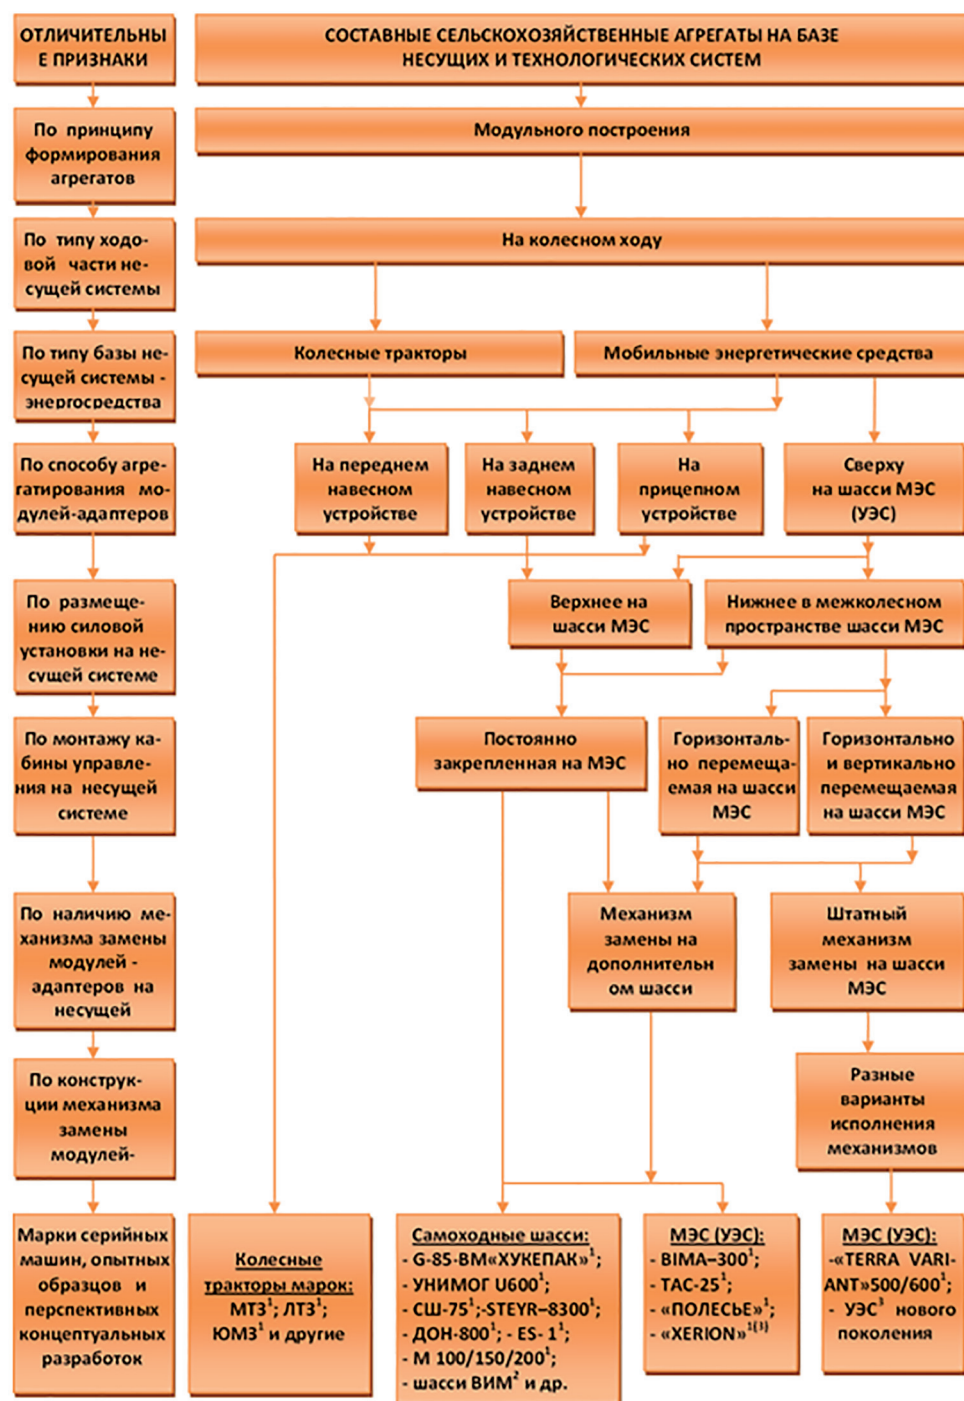 ОТЛИЧИТЕЛЬНЫ
Е ПРИЗНАКИ
СОСТАВНЫЕ СЕЛЬСКОХОЗЯЙСТВЕННЫЕ АГРЕГАТЫ НА БАЗЕ
НЕСУЩИХ И ТЕХНОЛОГИЧЕСКИХ СИСТЕМ
По принципу
формирования
агрегатов
Модульного построения
По типу ходо-
вой части не-
сущей системы
На колесном ходу
По типу базы не-
сущей системы -
энергосредства
Колесные тракторы
Мобильные энергетические средства
По способу агре-
гатирования мо-
дулей-адаптеров
На переднем
навесном
устройстве
На заднем
навесном
устройстве
На
прицепном
устройстве
Сверху
на шасси МЭС
(УЭС)
По размеще-
нию силовой
установки на не-
сущей системе
Верхнее на
шасси МЭС
Нижнее в межколесном
пространстве шасси МЭС
По монтажу ка-
бины управле-
ния на несущей
системе
Постоянно
закрепленная на МЭС
Горизонталь-
но перемеща-
емая на шасси
МЭС
Горизонтально
и вертикально
перемещаемая
на шасси МЭС
По наличию ме-
ханизма замены
модулей -
адаптеров на
несущей
Механизм
замены на
дополнительн
ом шасси
Штатный
механизм
замены на шасси
МЭС
По конструк-
ции механизма
замены
модулей-
Разные
варианты
исполнения
механизмов
Марки серийных
машин, опытных
образцов и
перспективных
концептуальных
разработок
Колесные
тракторы марок:
МТЗ¹; ЛТЗ¹;
ЮМЗ¹ и другие
Самоходные шасси:
- G-85-ВМ«ХУКЕПАК»¹;
- УНИМОГ U600¹;
- СШ-75¹;-STEYR–8300¹;
- ДОН-800¹; - ES- 1¹;
- М 100/150/200¹;
- шасси ВИМ² и др.
МЭС (УЭС):
- BIMA–300¹;
- ТАС-25¹;
- «ПОЛЕСЬЕ»¹;
- «XERION»¹⁽³⁾
МЭС (УЭС):
-«TERRA VARI-
ANT»500/600¹;
- УЭС³ нового
поколения